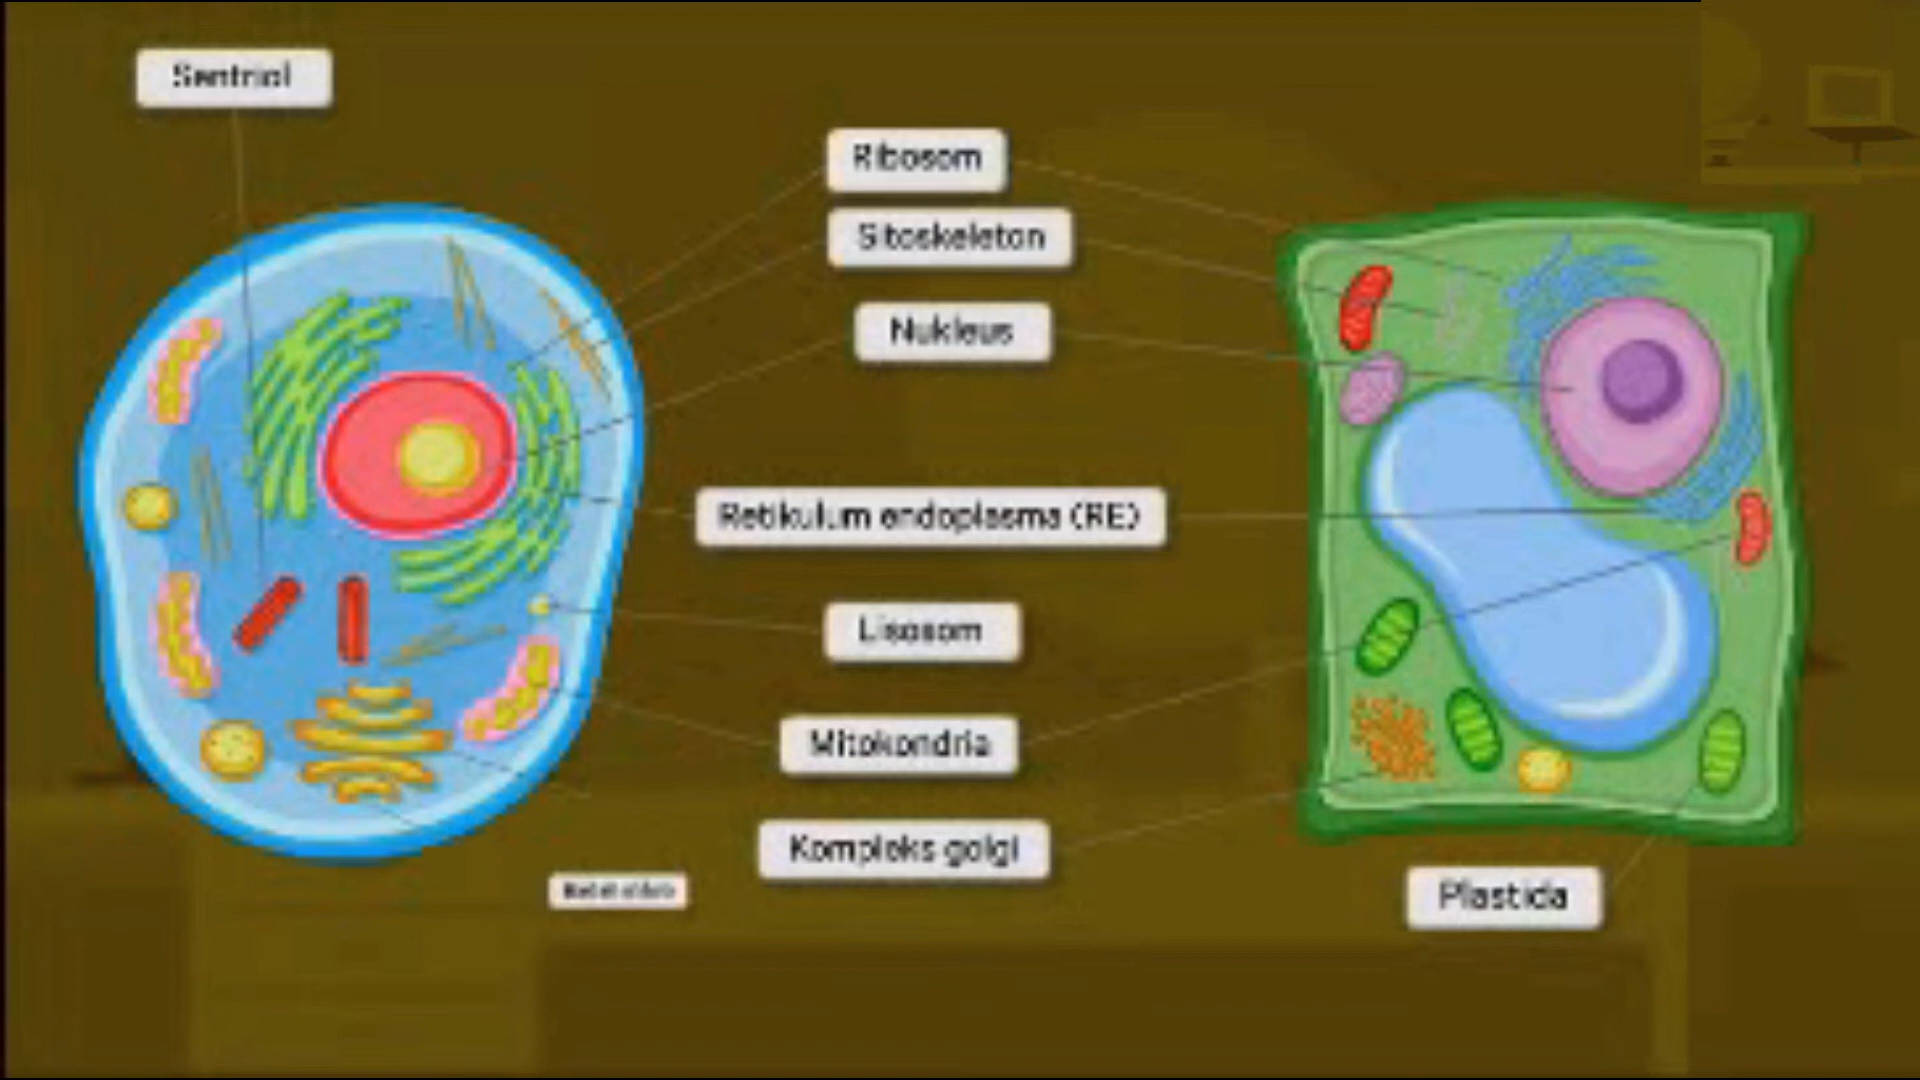 Sentriol
Ribosom
Sitoskeleton
Nukleus
Retikulum endoplasma (RE)
Lisosom
Mitokondria
Kompleks golgi
Plastida